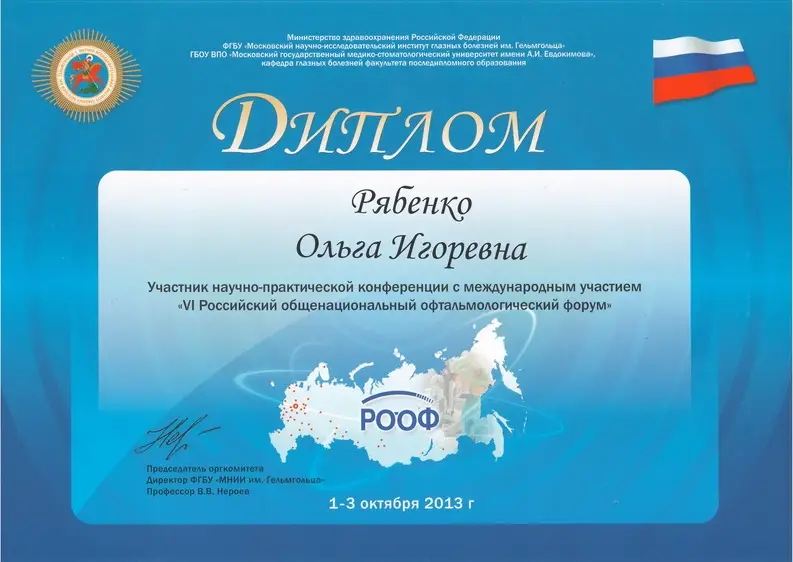 Министерство здравоохранения Российской Федерации
ФГБУ «Московский научно-исследовательский институт глазных болезней им. Гельмгольца»
ГБОУ ВПО «Московский государственный медико-стоматологический университет имени А.И. Евдокимова»,
кафедра глазных болезней факультета последипломного образования
Диплом
Рябенко
Ольга Игоревна
Участник научно-практической конференции с международным участием
«VI Российский общенациональный офтальмологический форум»
РООФ
Председатель оргкомитета
Директор ФГБУ «МНИИ им. Гельмгольца»
Профессор В.В. Нероев
1-3 октября 2013 г